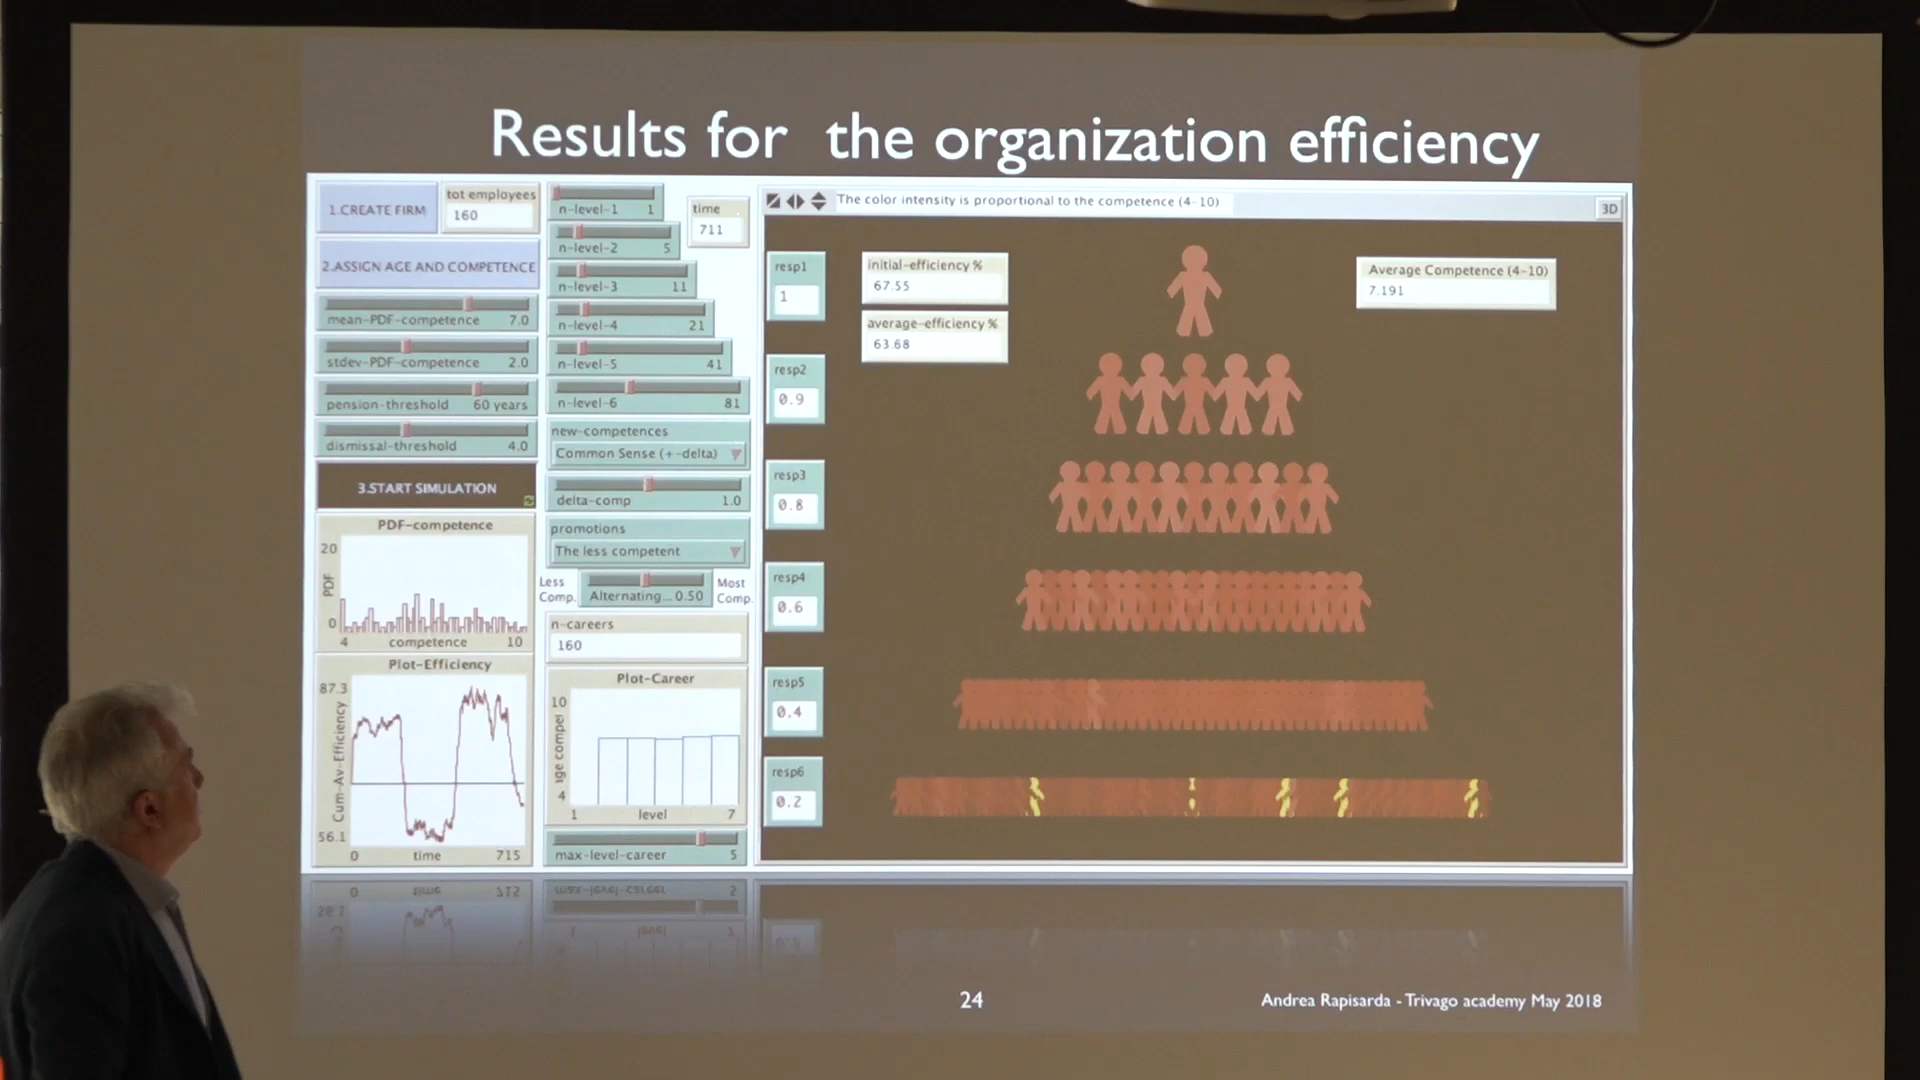 Results for the organization efficiency
1.CREATE FIRM
tot employees
160
2.ASSIGN AGE AND COMPETENCE
mean-PDF-competence 7.0
stdev-PDF-competence 2.0
pension-threshold 60 years
dismissal-threshold 4.0
3.START SIMULATION
PDF-competence
20
PDF
0
4 competence 10
Plot-Efficiency
87.3
Cum-Av-Efficiency
56.1
0 time 715
n-level-1 1
n-level-2 5
n-level-3 11
n-level-4 21
n-level-5 41
n-level-6 81
time
711
new-competences
Common Sense (+-delta)
delta-comp 1.0
promotions
The less competent
Less
Comp.
Alternating... 0.50
Most
Comp.
n-careers
160
Plot-Career
10
4
1 level 7
max-level-career 5
The color intensity is proportional to the competence (4-10)
3D
resp1
1
resp2
0.9
resp3
0.8
resp4
0.6
resp5
0.4
resp6
0.2
initial-efficiency %
67.55
average-efficiency %
63.68
Average Competence (4-10)
7.191
24
Andrea Rapisarda - Trivago academy May 2018